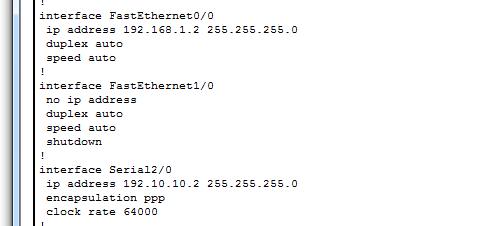 !
interface FastEthernet0/0
 ip address 192.168.1.2 255.255.255.0
 duplex auto
 speed auto
!
interface FastEthernet1/0
 no ip address
 duplex auto
 speed auto
 shutdown
!
interface Serial2/0
 ip address 192.10.10.2 255.255.255.0
 encapsulation ppp
 clock rate 64000
!